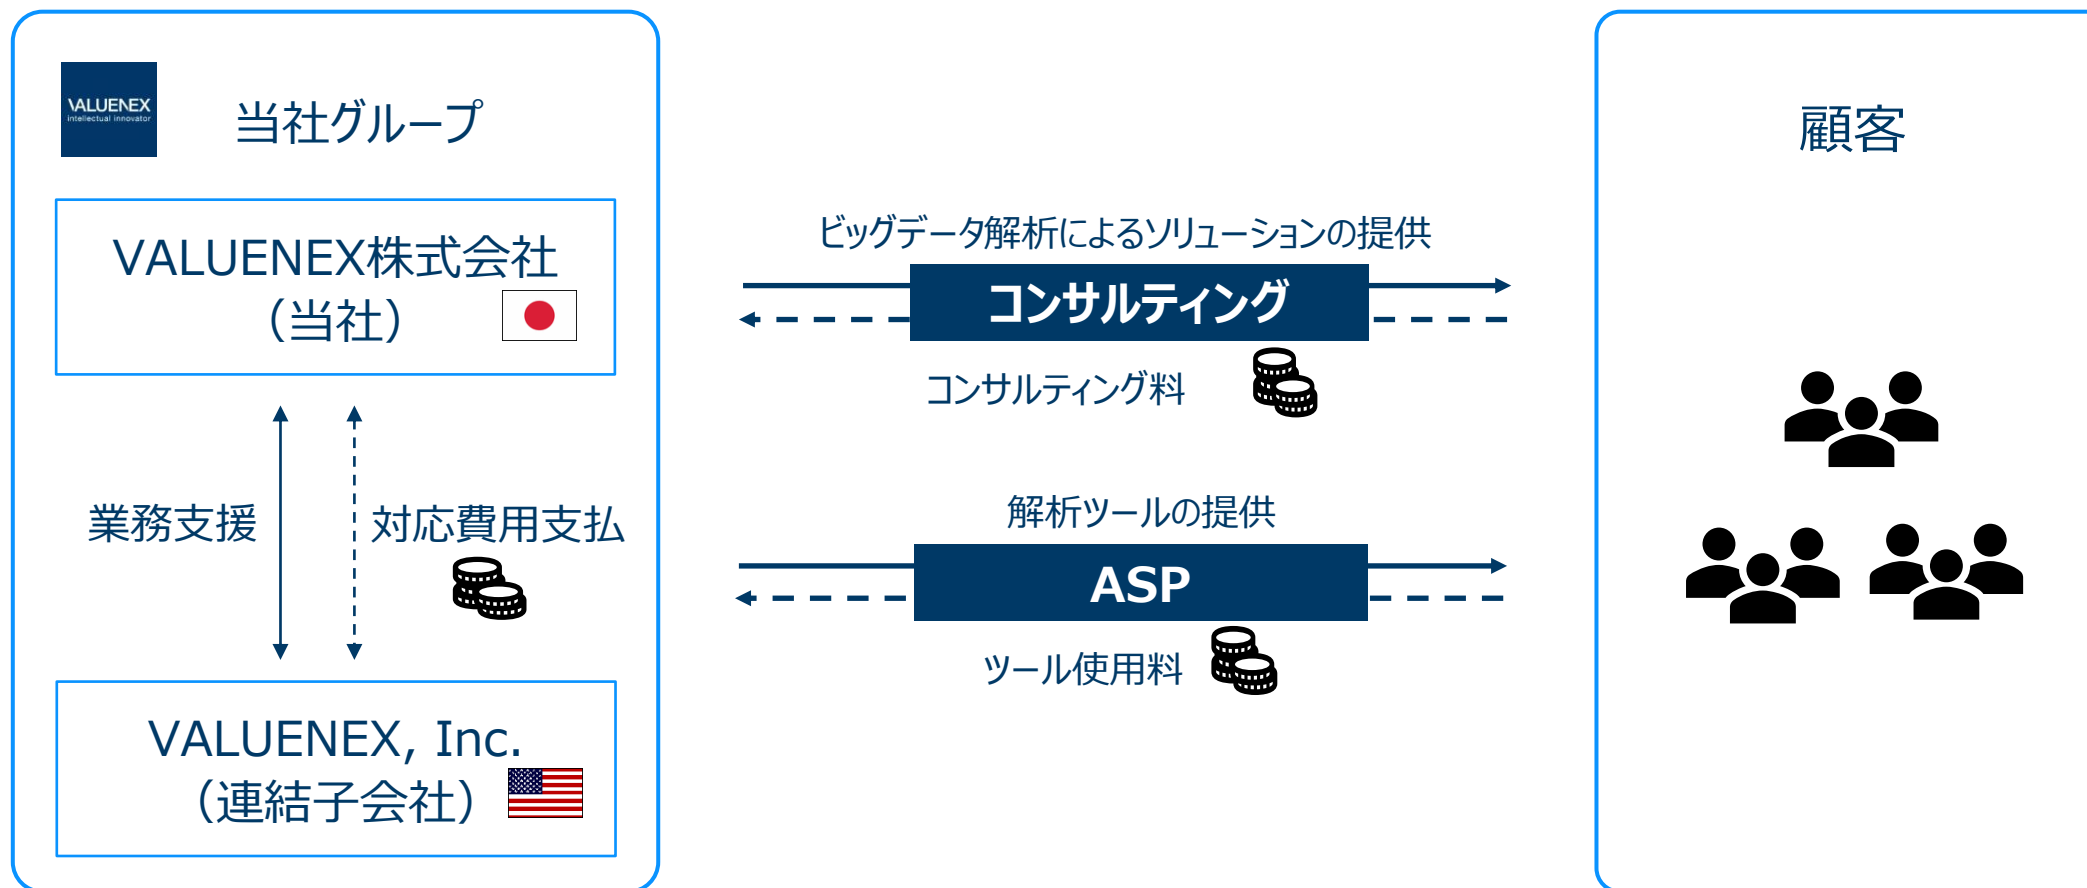 VALUENEX
intellectual innovator
当社グループ
VALUENEX株式会社
（当社）
業務支援
対応費用支払
VALUENEX, Inc.
（連結子会社）
ビッグデータ解析によるソリューションの提供
コンサルティング
コンサルティング料
解析ツールの提供
ASP
ツール使用料
顧客